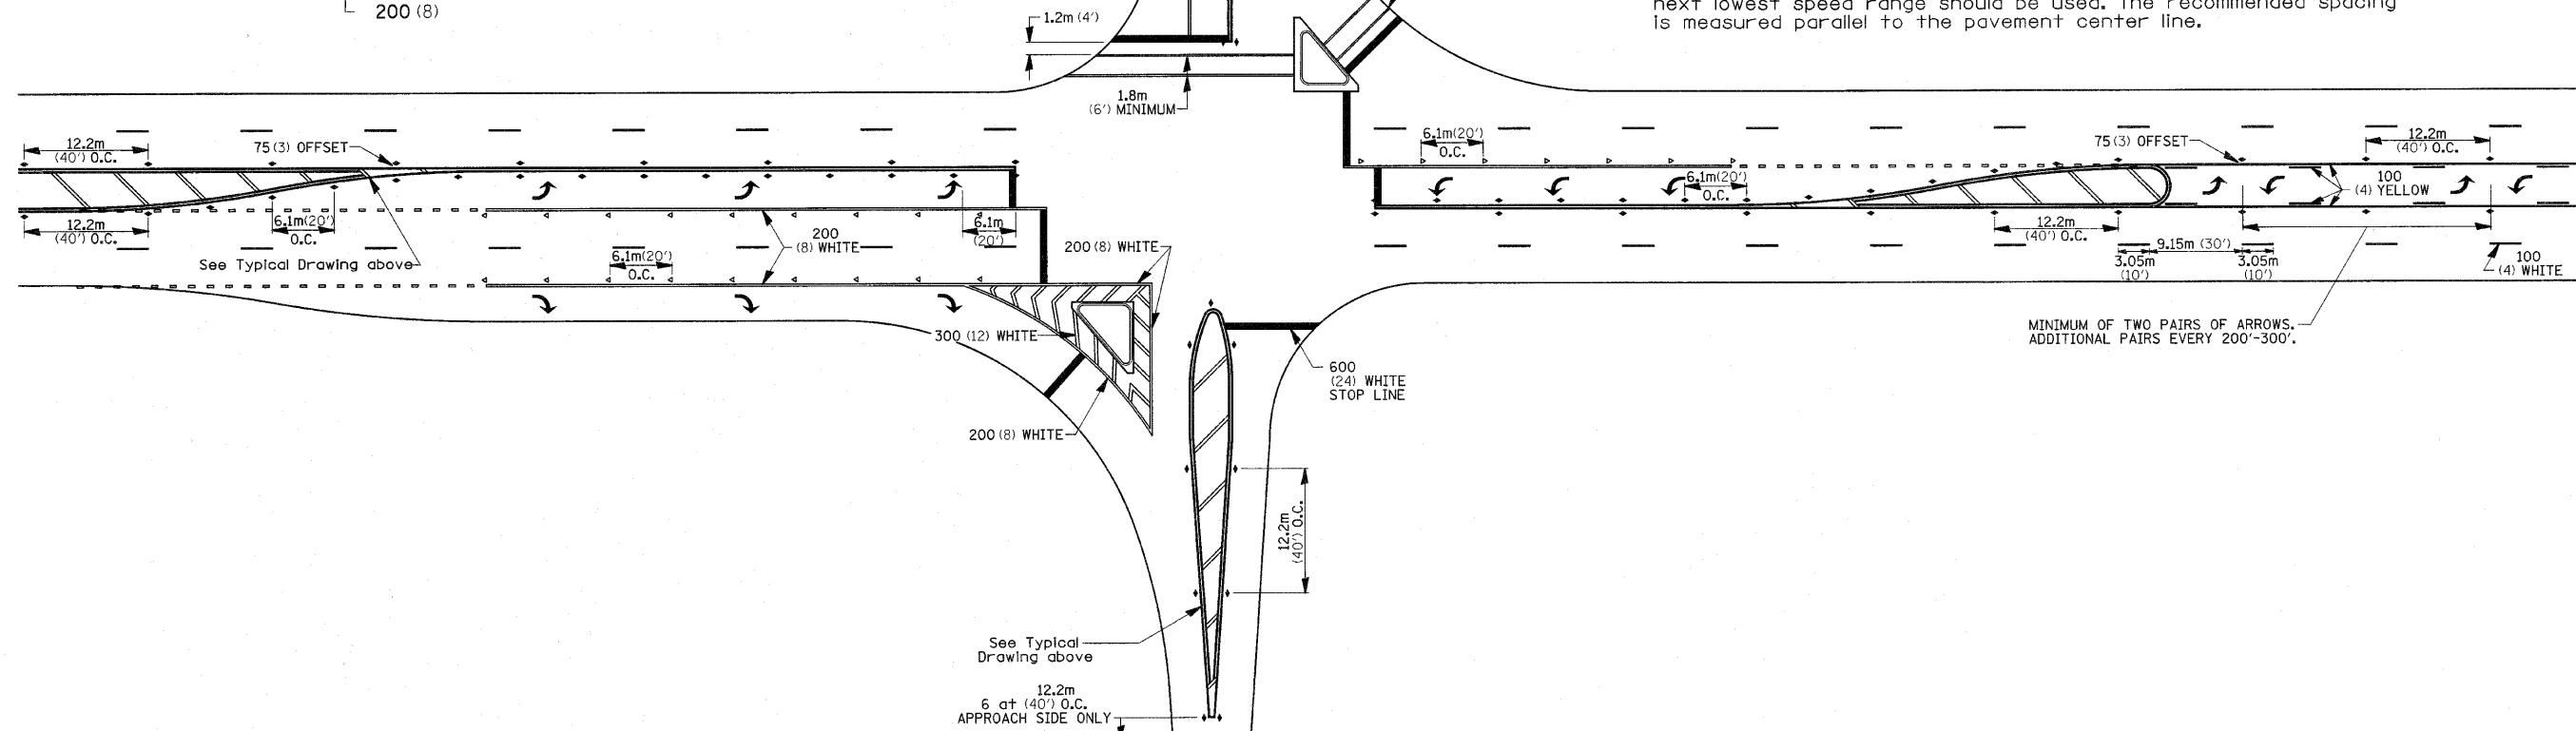 200 (8)
next lowest speed range should be used. The recommended spacing
is measured parallel to the pavement center line.
1.2m (4')
1.8m
(6') MINIMUM
12.2m
(40') O.C.
75 (3) OFFSET
6.1m(20')
O.C.
75 (3) OFFSET
12.2m
(40') O.C.
6.1m(20')
O.C.
100
(4) YELLOW
12.2m
(40') O.C.
6.1m(20')
O.C.
See Typical Drawing above
200
(8) WHITE
6.1m(20')
O.C.
6.1m
(20')
200 (8) WHITE
12.2m
(40') O.C.
9.15m (30')
3.05m
(10')
3.05m
(10')
100
(4) WHITE
300 (12) WHITE
200 (8) WHITE
600
(24) WHITE
STOP LINE
MINIMUM OF TWO PAIRS OF ARROWS.
ADDITIONAL PAIRS EVERY 200'-300'.
12.2m
(40') O.C.
See Typical
Drawing above
12.2m
6 at (40') O.C.
APPROACH SIDE ONLY